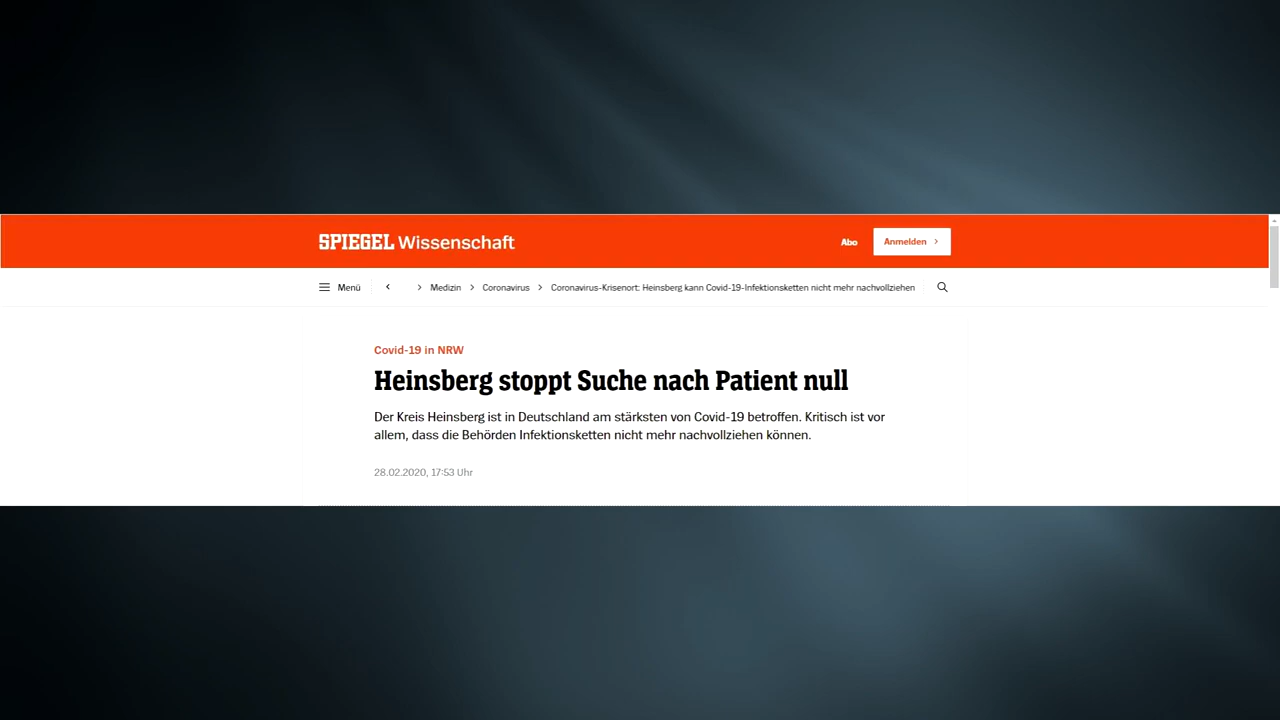 SPIEGEL Wissenschaft
Abo
Anmelden
Menü
Medizin
Coronavirus
Coronavirus-Krisenort: Heinsberg kann Covid-19-Infektionsketten nicht mehr nachvollziehen
Covid-19 in NRW
Heinsberg stoppt Suche nach Patient null
Der Kreis Heinsberg ist in Deutschland am stärksten von Covid-19 betroffen. Kritisch ist vor
allem, dass die Behörden Infektionsketten nicht mehr nachvollziehen können.
28.02.2020, 17:53 Uhr